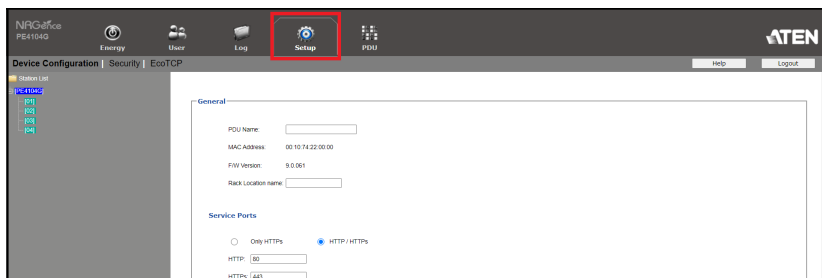 NRGence
PE4104G
Energy
User
Log
Setup
PDU
ATEN
Device Configuration | Security | EcoTCP
Help
Logout
Station List
[PE4104G]
[01]
[02]
[03]
[04]
General
PDU Name:
MAC Address: 00:10:74:22:00:00
F/W Version: 9.0.061
Rack Location name:
Service Ports
Only HTTPs
HTTP / HTTPs
HTTP: 80
HTTPs: 443